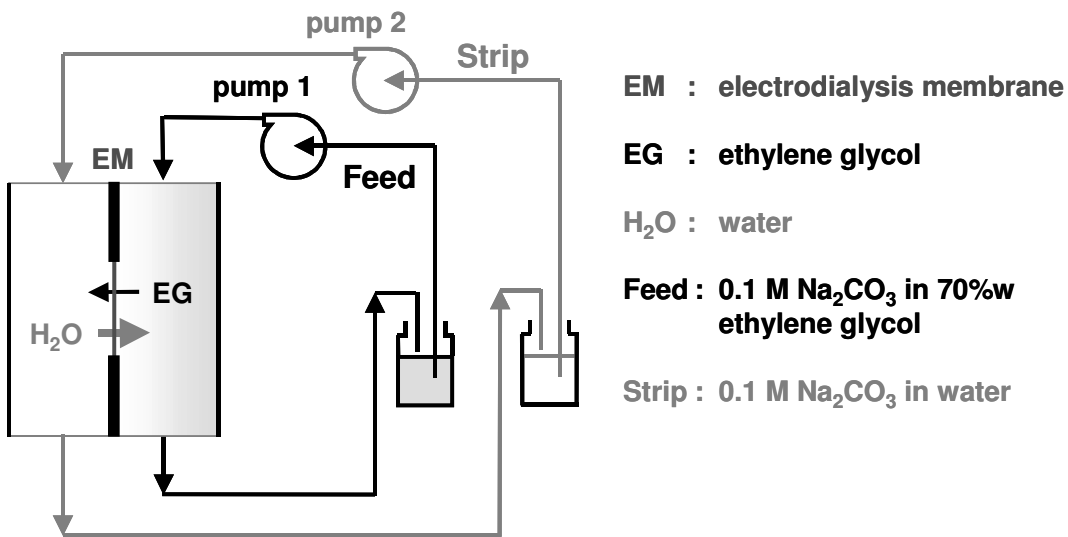 pump 2
Strip
pump 1
EM
Feed
EG
H₂O
EM : electrodialysis membrane
EG : ethylene glycol
H₂O : water
Feed : 0.1 M Na₂CO₃ in 70%w
ethylene glycol
Strip : 0.1 M Na₂CO₃ in water